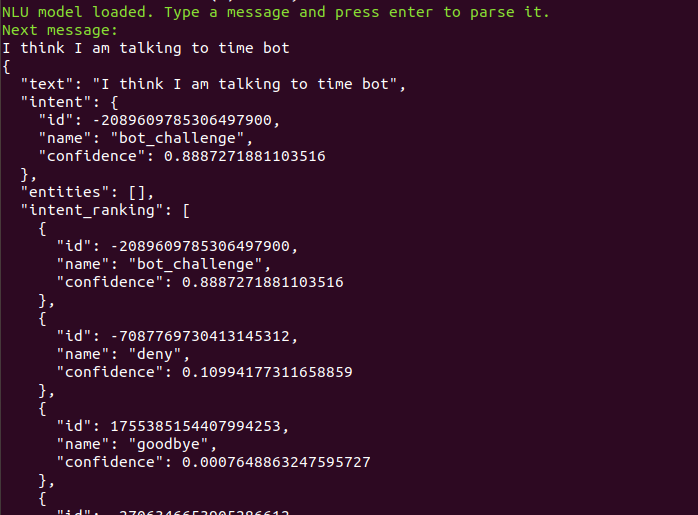 NLU model loaded. Type a message and press enter to parse it.
Next message:
I think I am talking to time bot
{
  "text": "I think I am talking to time bot",
  "intent": {
    "id": -2089609785306497900,
    "name": "bot_challenge",
    "confidence": 0.8887271881103516
  },
  "entities": [],
  "intent_ranking": [
    {
      "id": -2089609785306497900,
      "name": "bot_challenge",
      "confidence": 0.8887271881103516
    },
    {
      "id": -7087769730413145312,
      "name": "deny",
      "confidence": 0.10994177311658859
    },
    {
      "id": 1755385154407994253,
      "name": "goodbye",
      "confidence": 0.0007648863247595727
    },
    {
      "id":